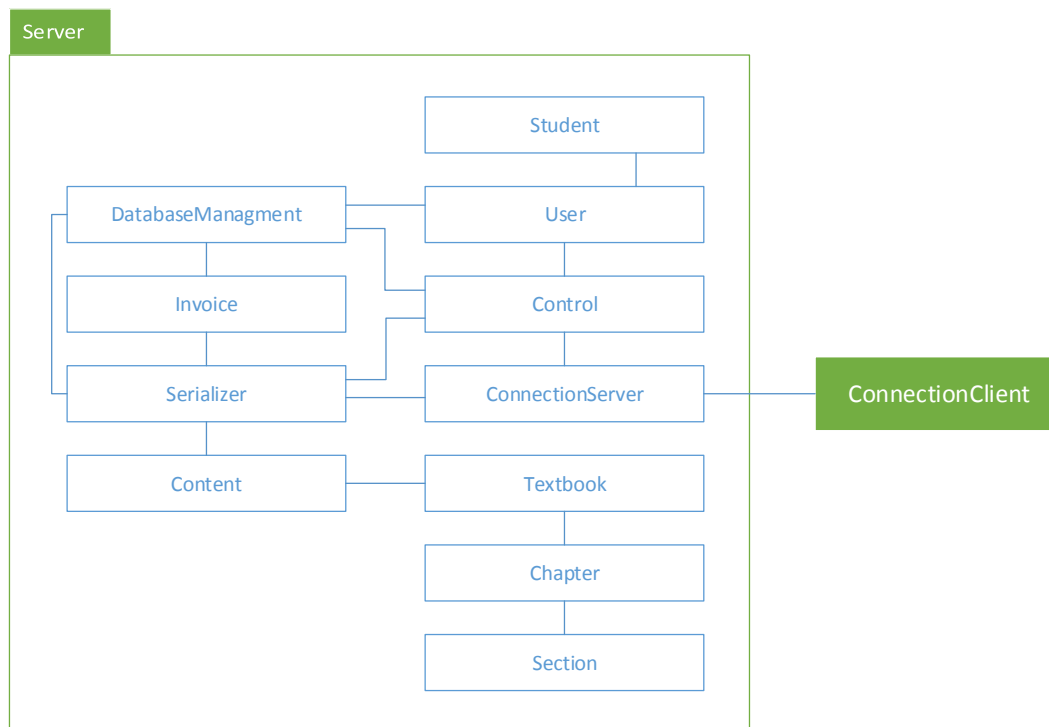 Server
Student
DatabaseManagment
User
Invoice
Control
Serializer
ConnectionServer
ConnectionClient
Content
Textbook
Chapter
Section